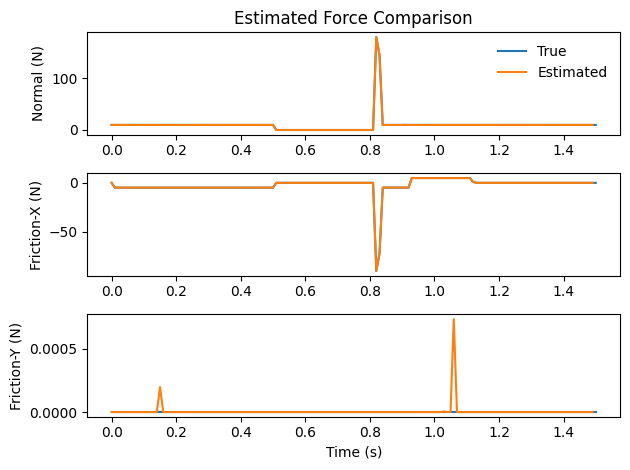 Estimated Force Comparison
Normal (N)
100
0
True
Estimated
0.0 0.2 0.4 0.6 0.8 1.0 1.2 1.4
Friction-X (N)
0
−50
0.0 0.2 0.4 0.6 0.8 1.0 1.2 1.4
Friction-Y (N)
0.0005
0.0000
0.0 0.2 0.4 0.6 0.8 1.0 1.2 1.4
Time (s)